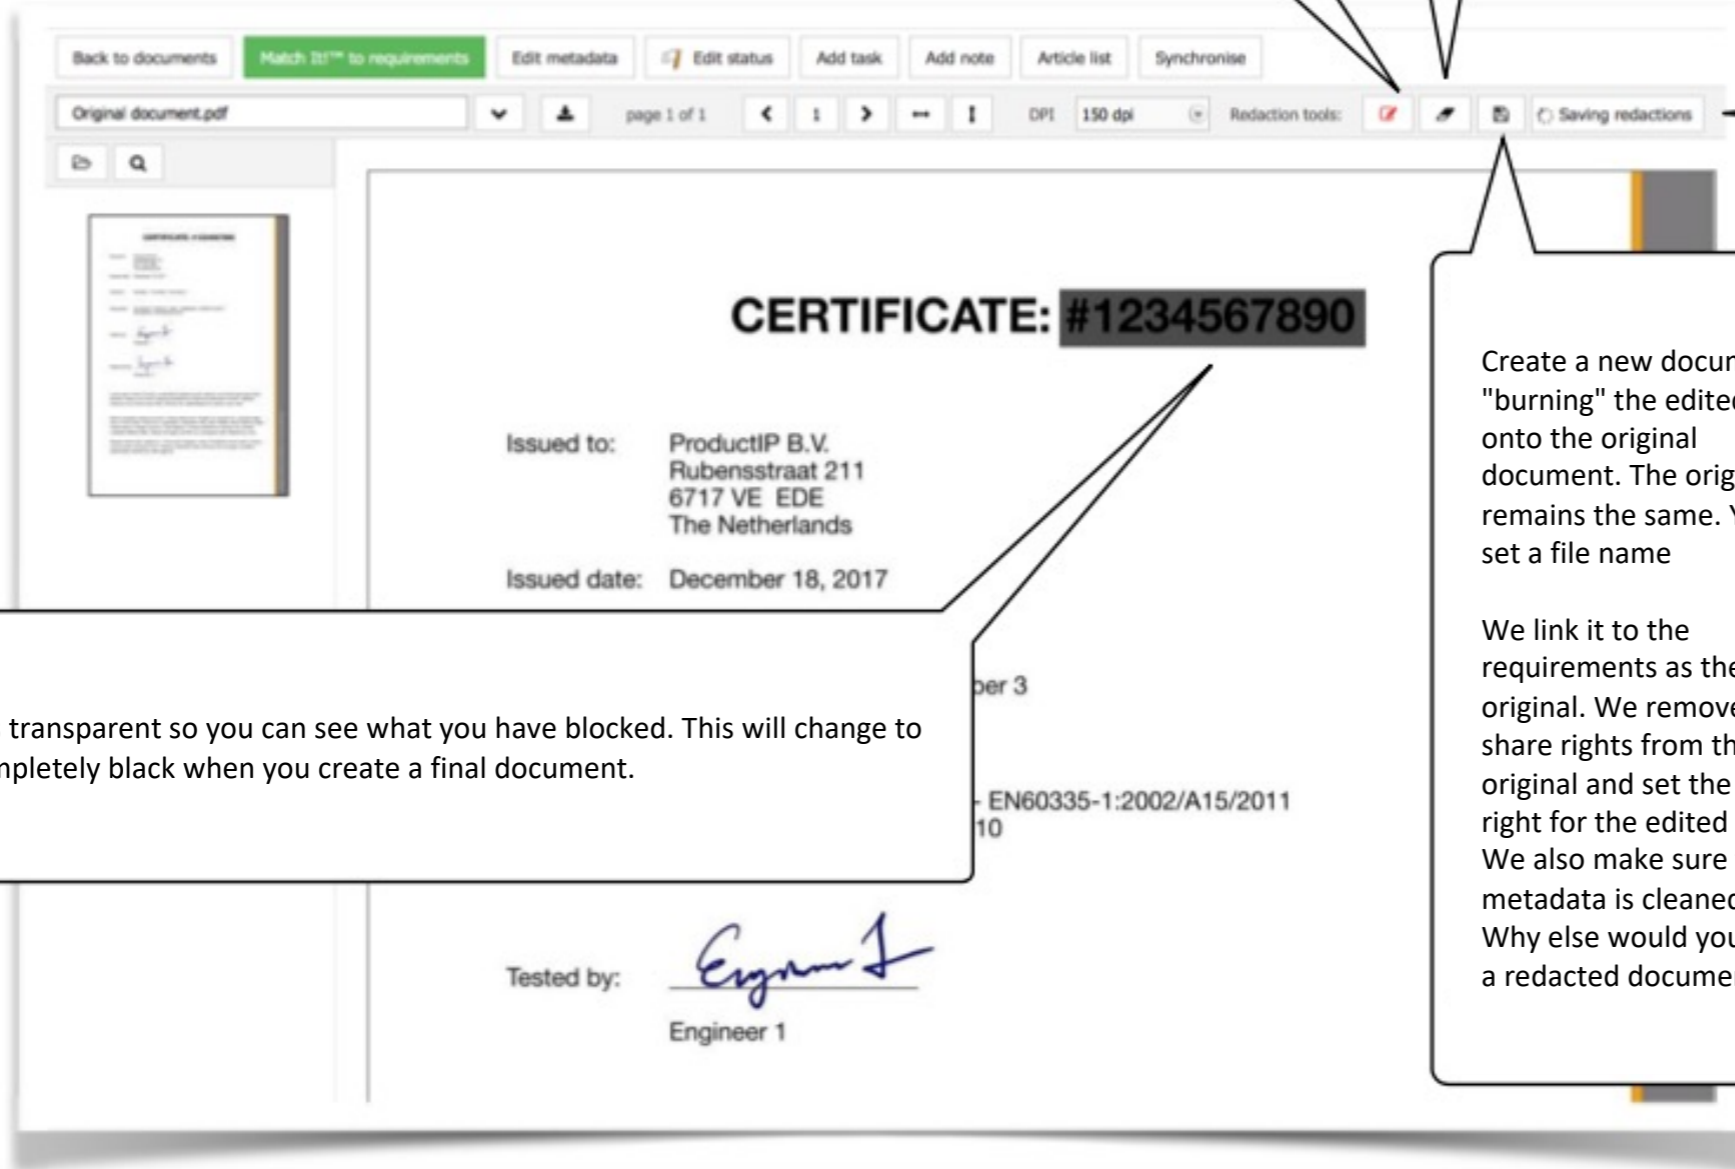 Back to documents
Match It!™ to requirements
Edit metadata
Edit status
Add task
Add note
Article list
Synchronise
Original document.pdf
page 1 of 1
1
DPI
150 dpi
Redaction tools:
Saving redactions
CERTIFICATE: #1234567890
Issued to: ProductIP B.V.
Rubensstraat 211
6717 VE EDE
The Netherlands
Issued date: December 18, 2017
ber 3
transparent so you can see what you have blocked. This will change to
mpletely black when you create a final document.
- EN60335-1:2002/A15/2011
10
Tested by:
Engineer 1
Create a new docu
"burning" the edited
onto the original
document. The orig
remains the same. Y
set a file name
We link it to the
requirements as the
original. We remove
share rights from th
original and set the
right for the edited
We also make sure
metadata is cleaned
Why else would you
a redacted documen